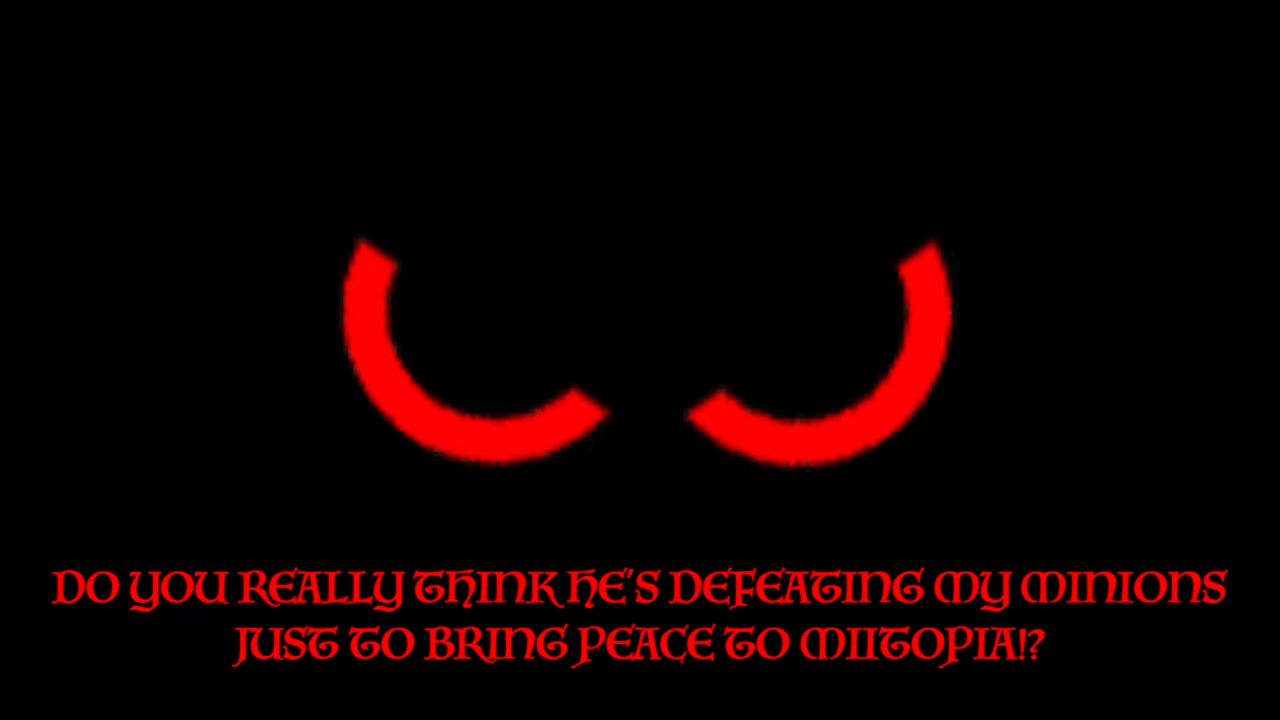 DO YOU REALLY THINK HE'S DEFEATING MY MINIONS
JUST TO BRING PEACE TO MIITOPIA!?